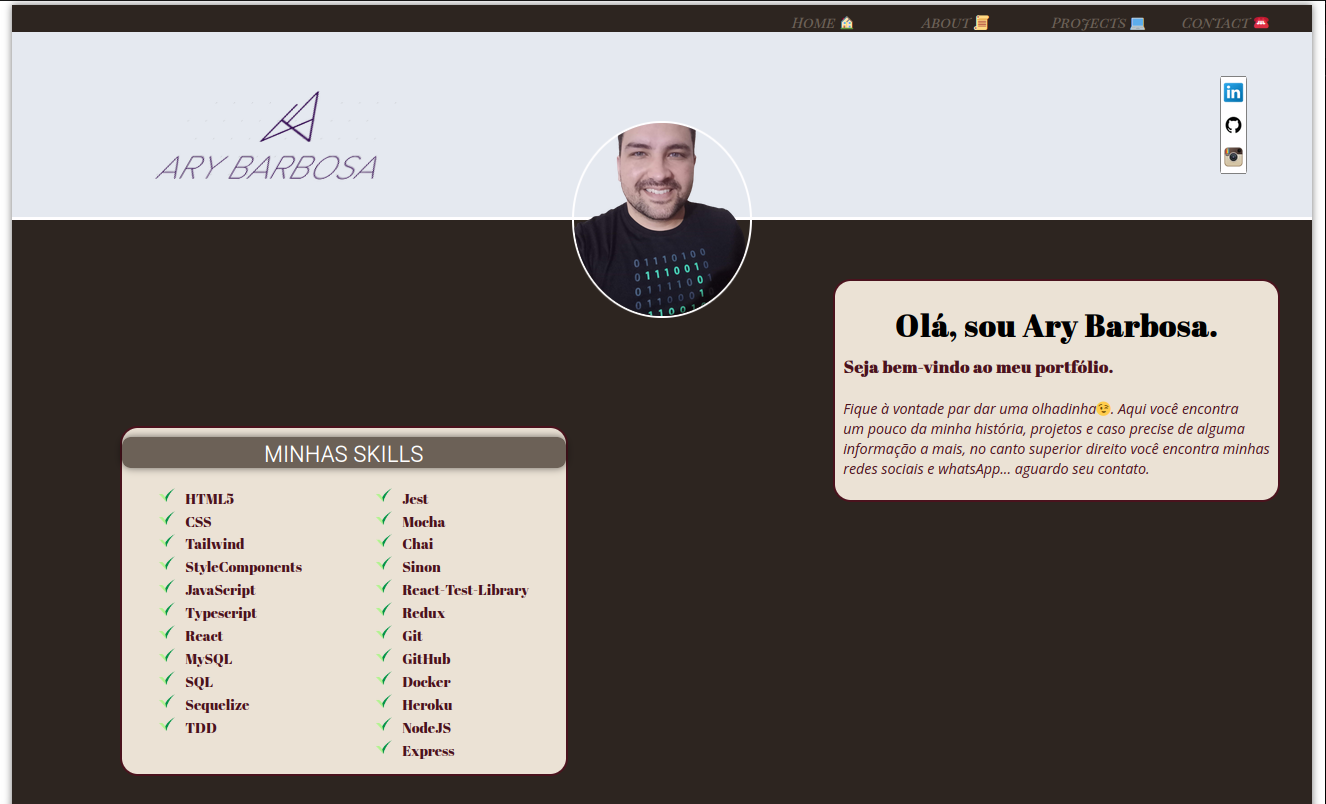 Home 🏠
About 📜
Projects 💻
Contact ☎️
ARY BARBOSA
in
01110100
0111001
Olá, sou Ary Barbosa.
Seja bem-vindo ao meu portfólio.
Fique à vontade par dar uma olhadinha😉. Aqui você encontra
um pouco da minha história, projetos e caso precise de alguma
informação a mais, no canto superior direito você encontra minhas
redes sociais e whatsApp... aguardo seu contato.
MINHAS SKILLS
HTML5
CSS
Tailwind
StyleComponents
JavaScript
Typescript
React
MySQL
SQL
Sequelize
TDD
Jest
Mocha
Chai
Sinon
React-Test-Library
Redux
Git
GitHub
Docker
Heroku
NodeJS
Express